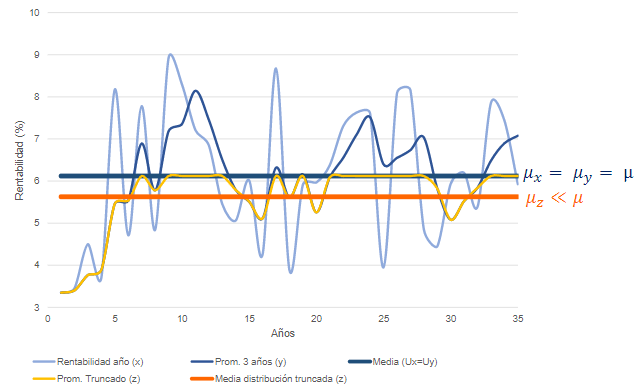 10
9
8
7
6
5
4
3
Rentabilidad (%)
0 5 10 15 20 25 30 35
Años
μx = μy = μ
μz ≪ μ
Rentabilidad año (x) Prom. 3 años (y) Media (Ux=Uy)
Prom. Truncado (z) Media distribución truncada (z)